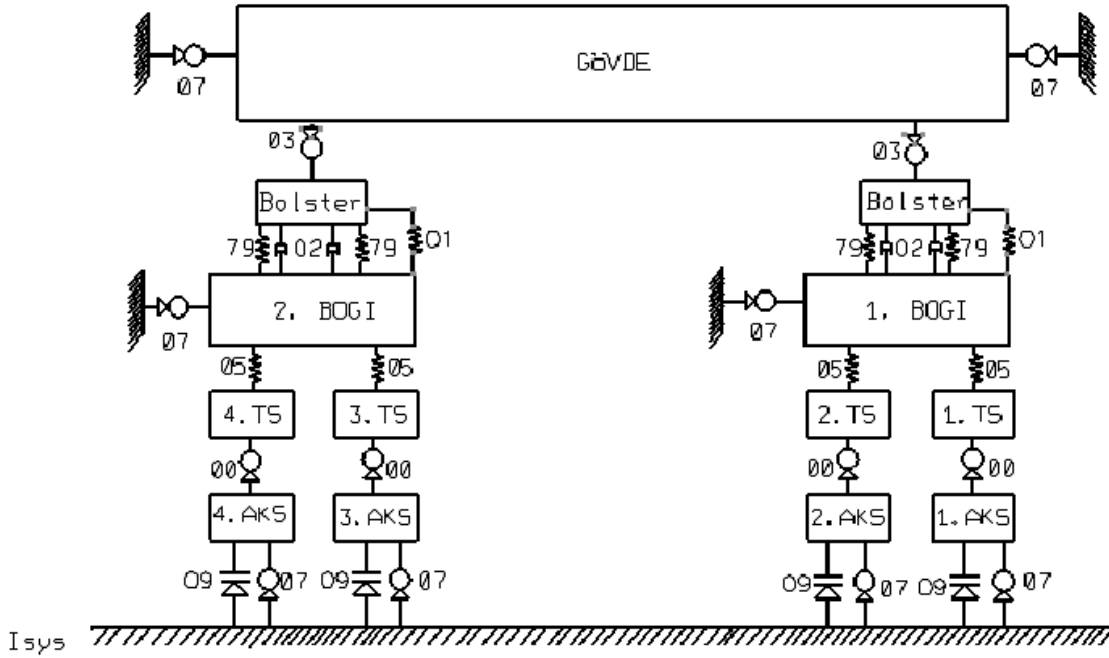 GÖVDE
07 07
03 03
Bolster Bolster
79 02 79 01 79 02 79 01
2. BOGI 1. BOGI
07 07
05 05 05 05
4.TS 3.TS 2.TS 1.TS
00 00 00 00
4.AKS 3.AKS 2.AKS 1.AKS
09 07 09 07 09 07 09 07
Isys